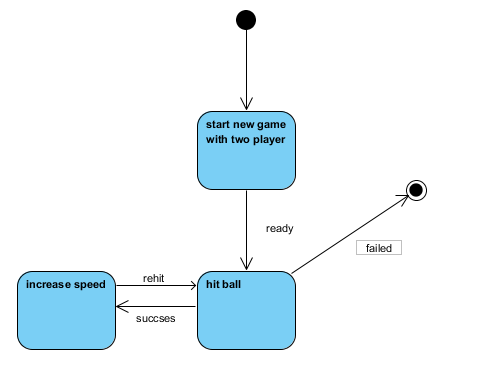 start new game
with two player
ready
failed
increase speed
rehit
hit ball
succses